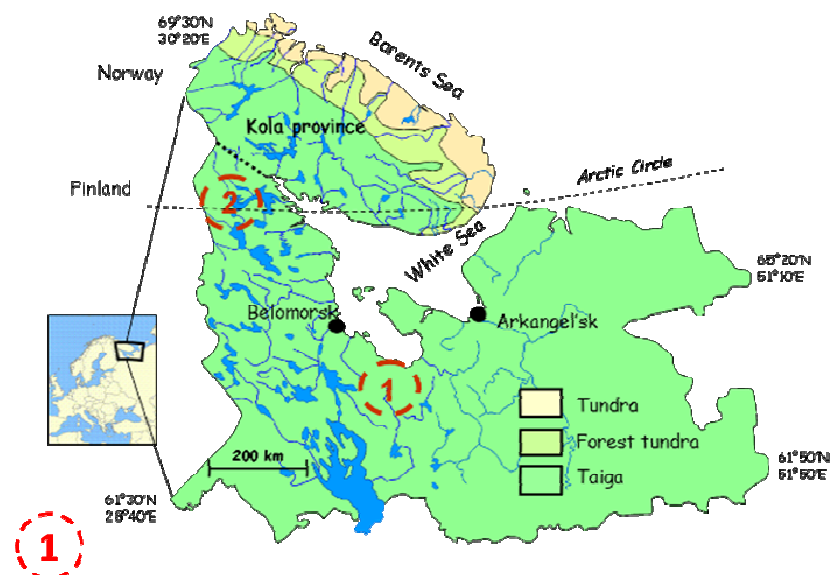 69°30'N
30°20'E
Barents Sea
Norway
Kola province
Arctic Circle
Finland
2
White Sea
65°20'N
51°10'E
Belomorsk
Arkangel'sk
1
Tundra
Forest tundra
Taiga
200 km
61°50'N
51°50'E
61°30'N
28°40'E
1